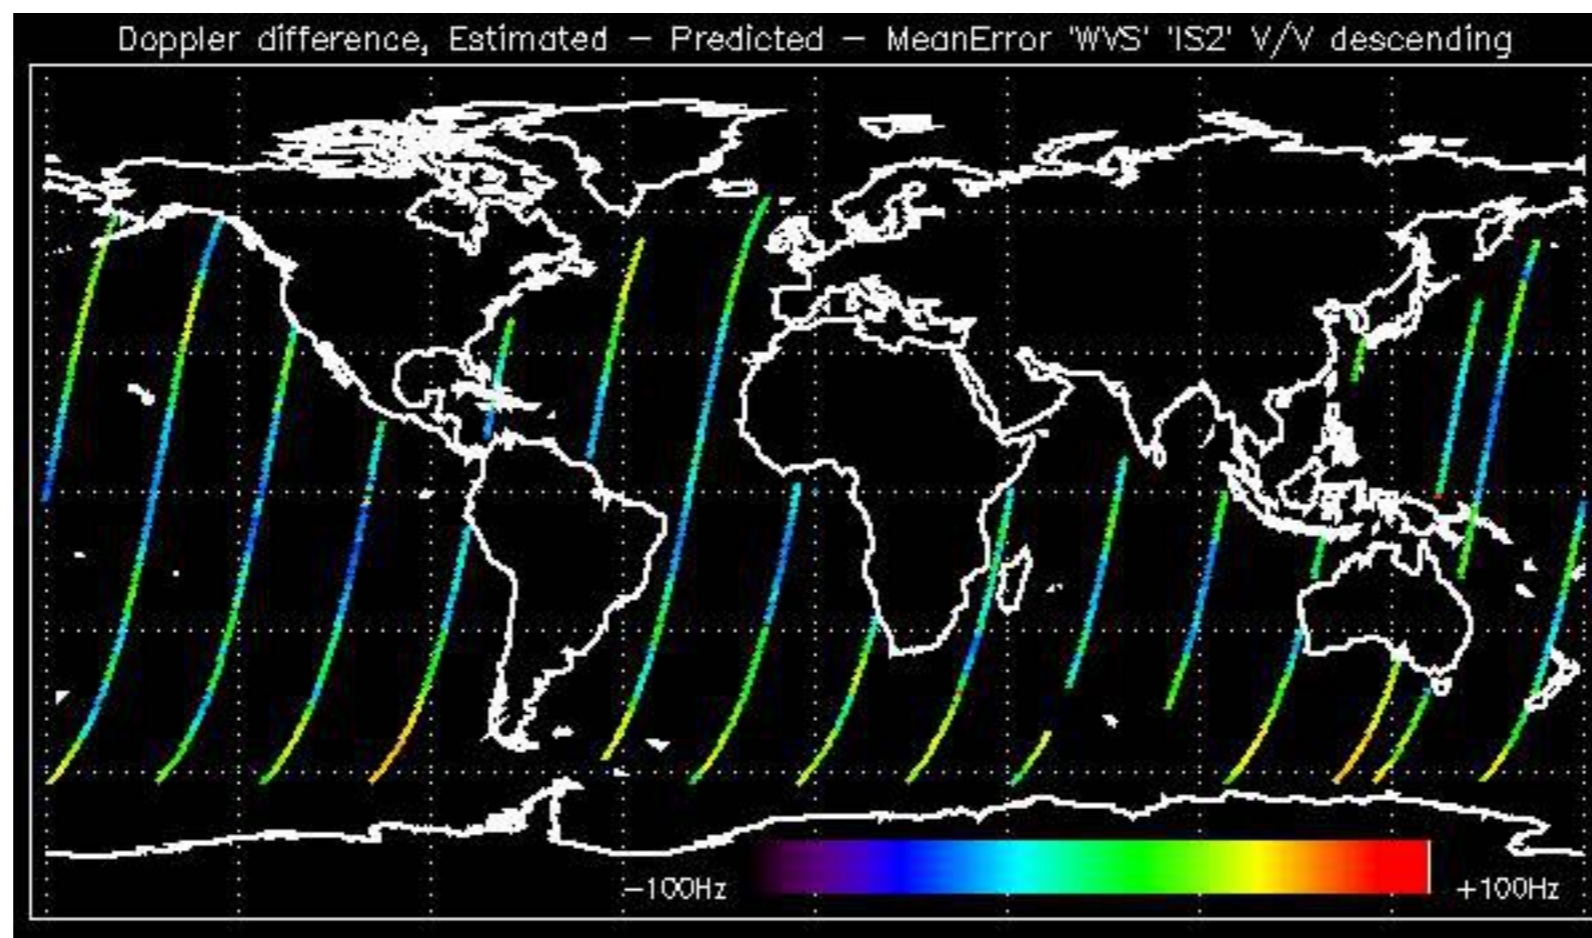 Doppler difference, Estimated — Predicted — MeanError 'WVS' 'IS2' V/V descending
−100Hz +100Hz